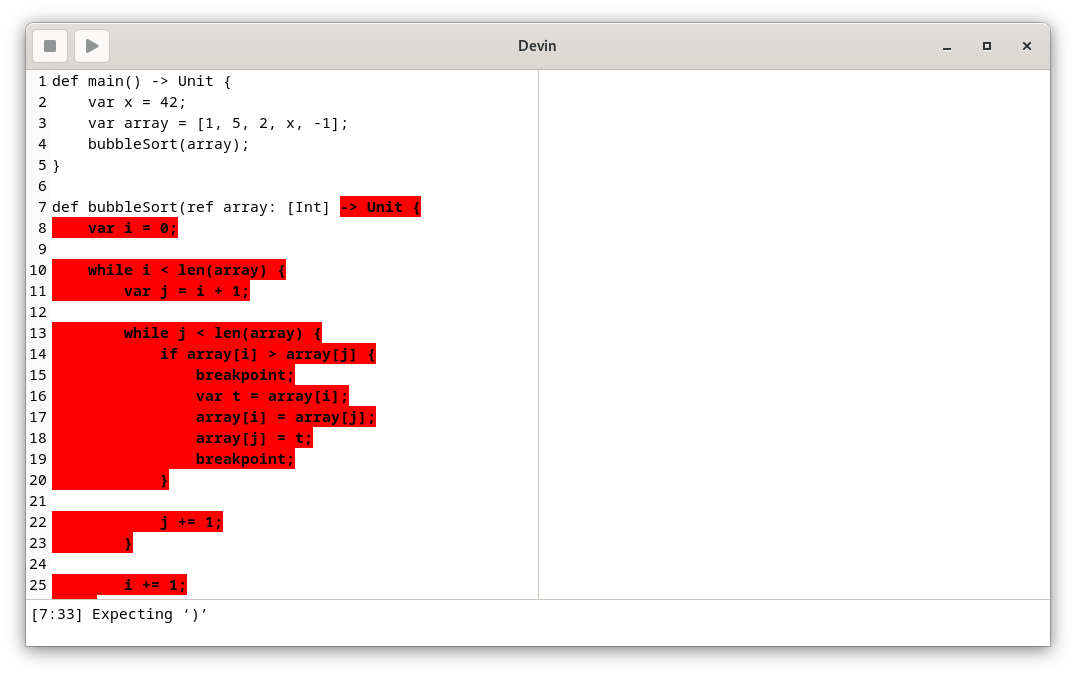 Devin
1 def main() -> Unit {
2     var x = 42;
3     var array = [1, 5, 2, x, -1];
4     bubbleSort(array);
5 }
6
7 def bubbleSort(ref array: [Int] -> Unit {
8     var i = 0;
9
10     while i < len(array) {
11         var j = i + 1;
12
13         while j < len(array) {
14             if array[i] > array[j] {
15                 breakpoint;
16                 var t = array[i];
17                 array[i] = array[j];
18                 array[j] = t;
19                 breakpoint;
20             }
21
22             j += 1;
23         }
24
25         i += 1;
[7:33] Expecting ‘)’